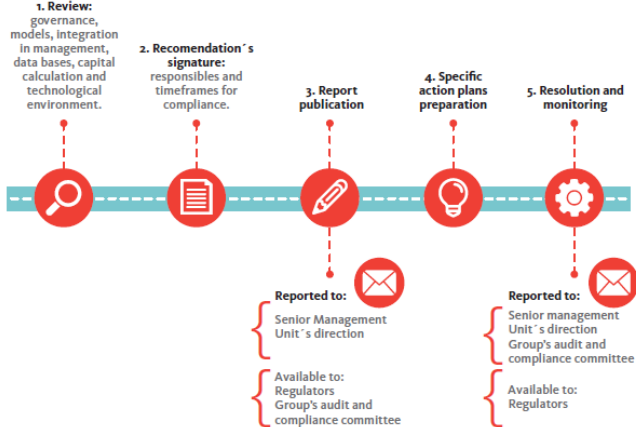 1. Review:
governance,
models, integration
in management,
data bases, capital
calculation and
technological
environment.
2. Recomendation´s
signature:
responsibles and
timeframes for
compliance.
3. Report
publication
4. Specific
action plans
preparation
5. Resolution and
monitoring
Reported to:
Senior Management
Unit´s direction
Available to:
Regulators
Group's audit and
compliance committee
Reported to:
Senior management
Unit´s direction
Group's audit and
compliance committee
Available to:
Regulators